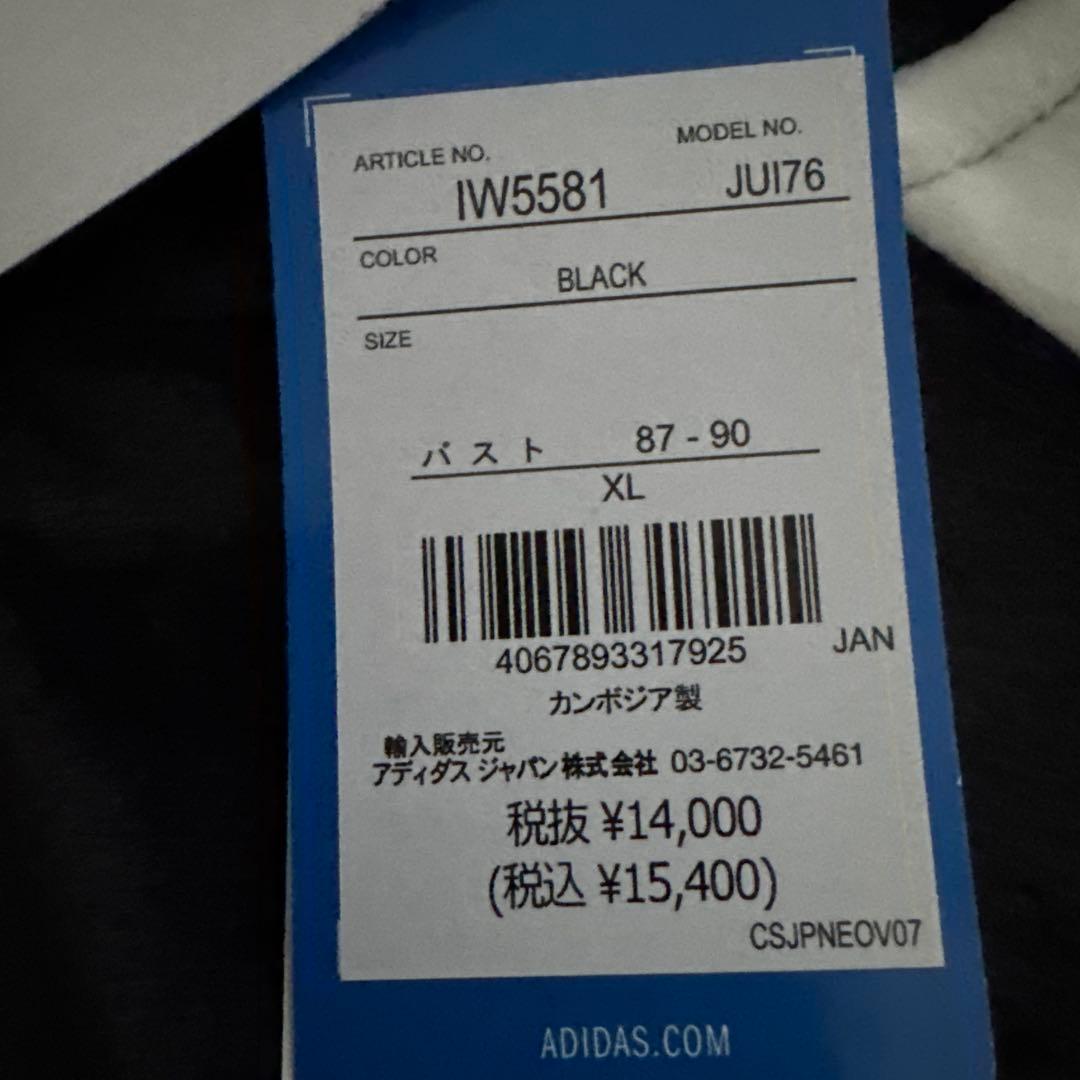 ARTICLE NO.
MODEL NO.
IW5581
JUI76
COLOR
BLACK
SIZE
バスト 87 - 90
XL
4067893317925
JAN
カンボジア製
輸入販売元
アディダス ジャパン株式会社 03-6732-5461
税抜 ¥14,000
(税込 ¥15,400)
CSJPNEOV07
ADIDAS.COM